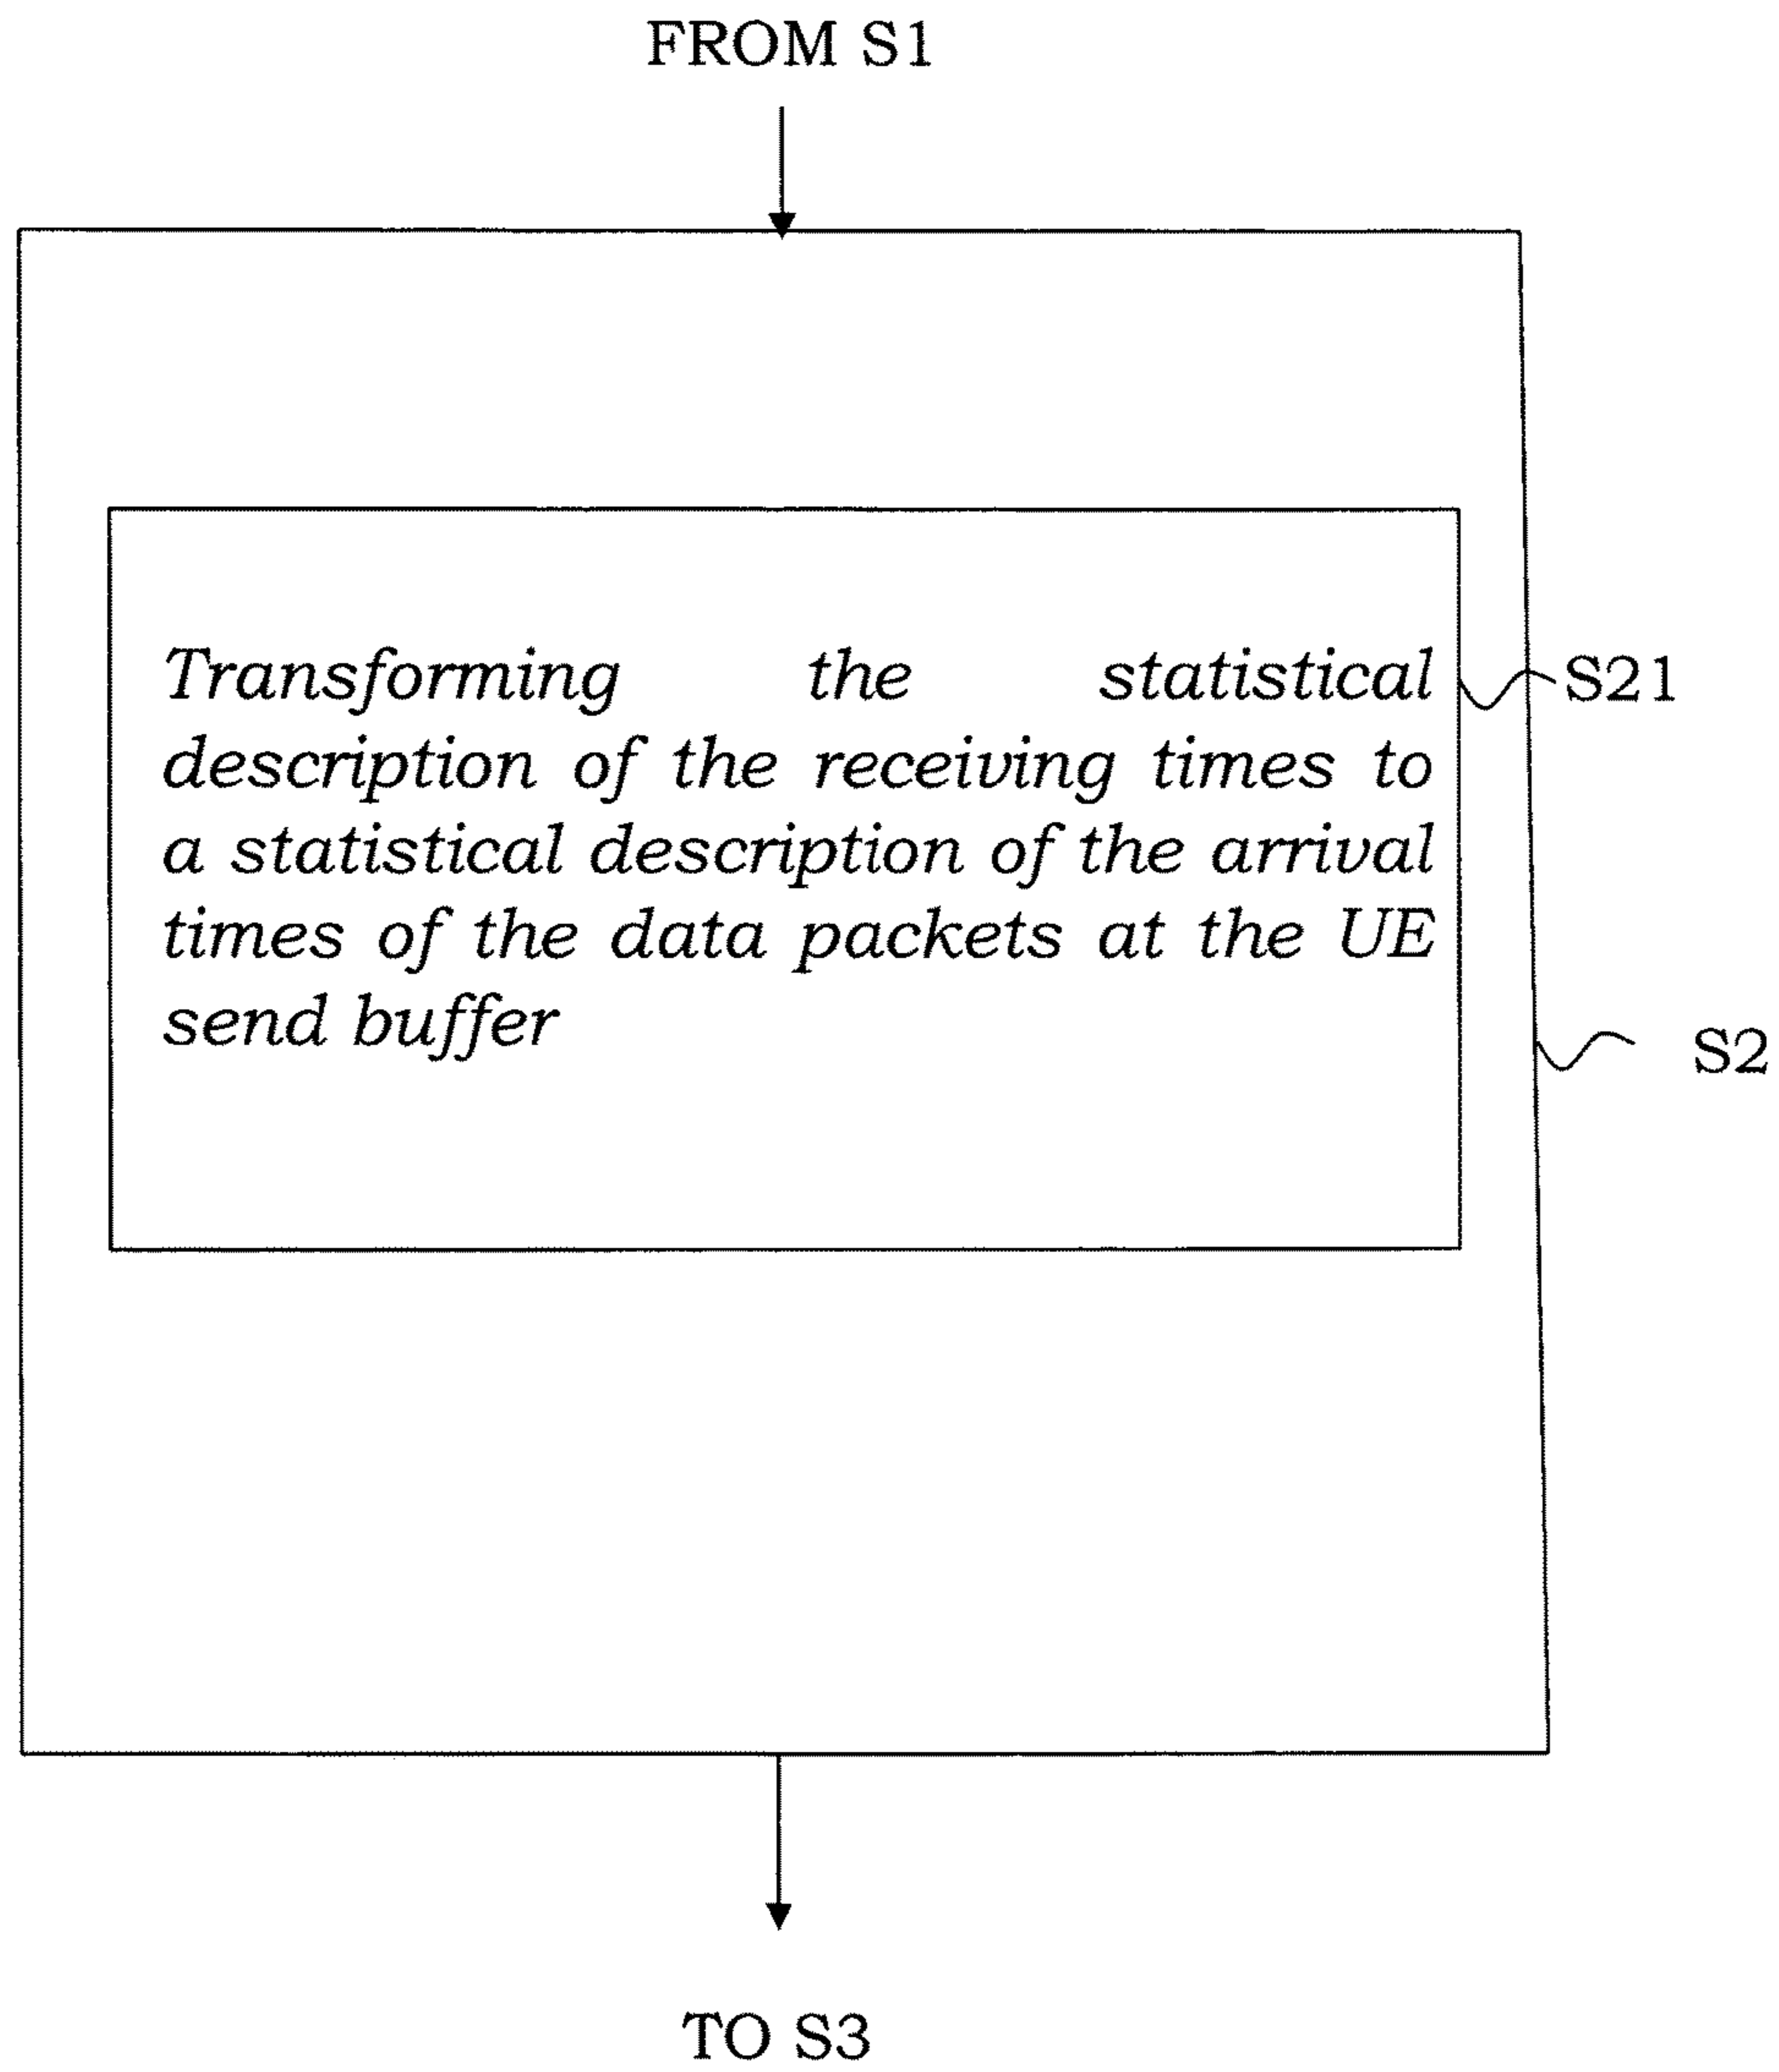 FROM S1
Transforming the statistical
description of the receiving times to
a statistical description of the arrival
times of the data packets at the UE
send buffer
S21
S2
TO S3